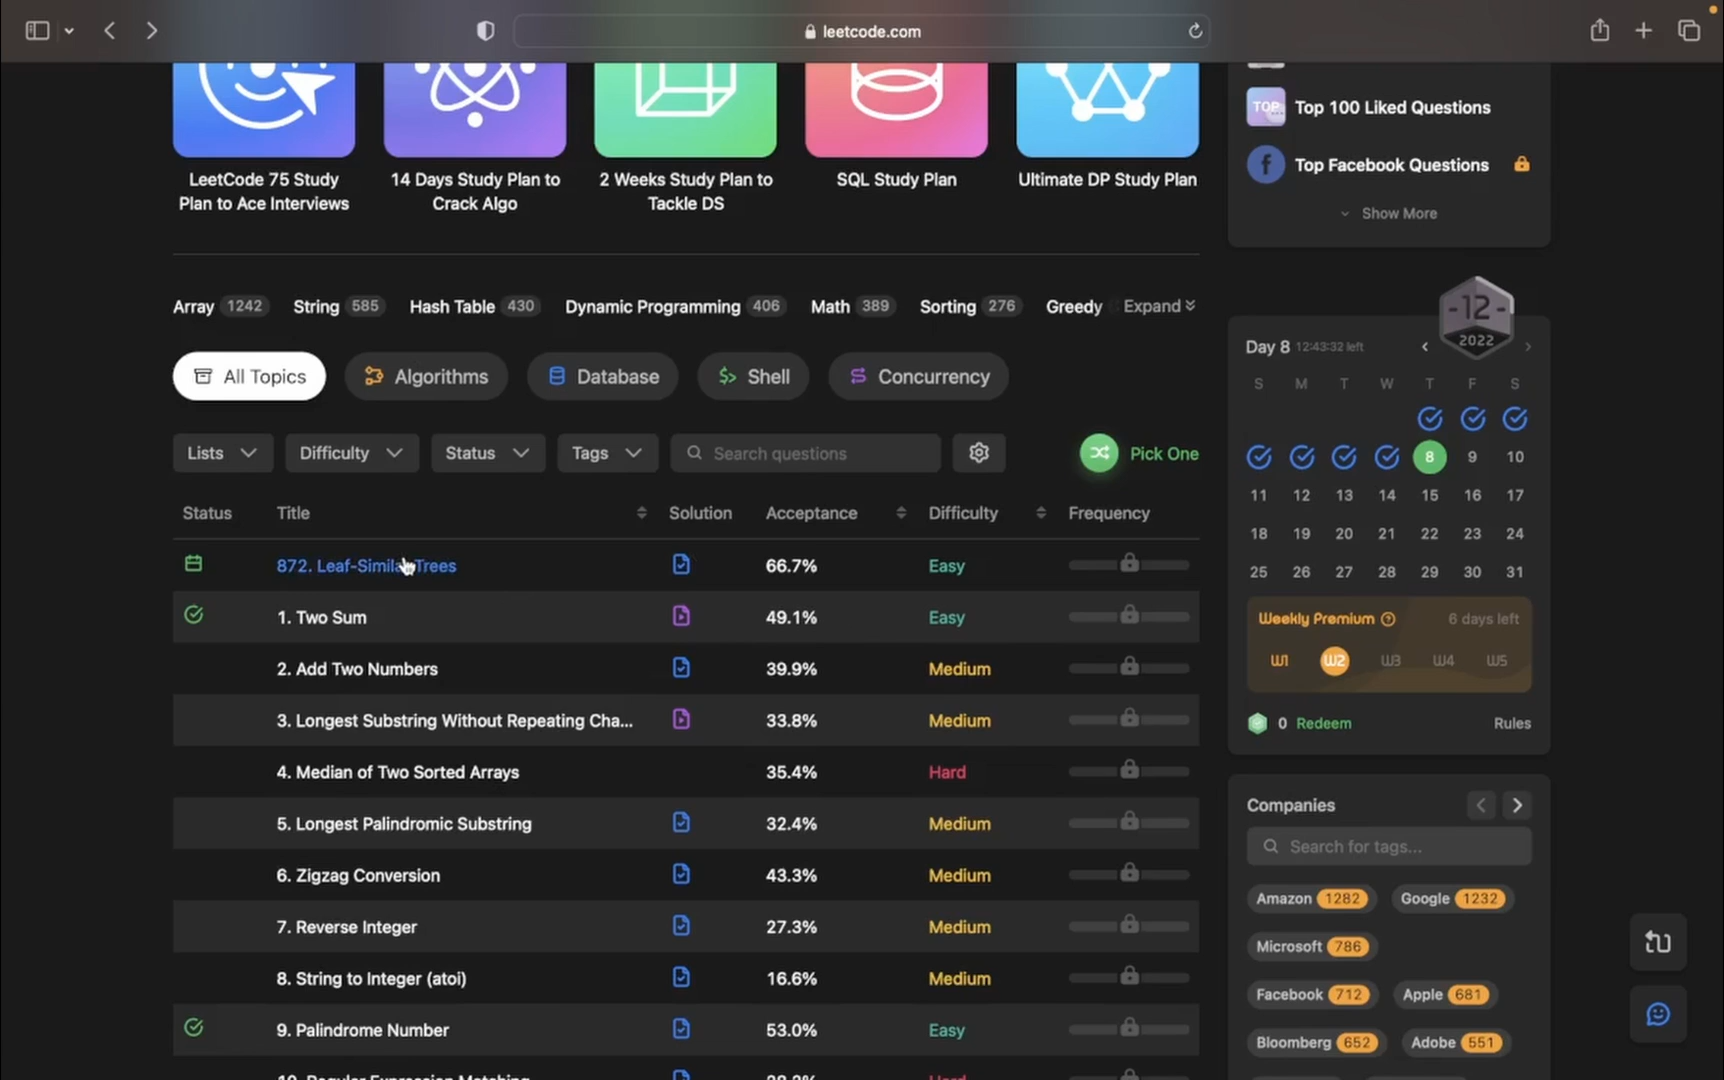 leetcode.com
LeetCode 75 Study
Plan to Ace Interviews
14 Days Study Plan to
Crack Algo
2 Weeks Study Plan to
Tackle DS
SQL Study Plan
Ultimate DP Study Plan
TOP
Top 100 Liked Questions
f
Top Facebook Questions
Show More
Array 1242 String 585 Hash Table 430 Dynamic Programming 406 Math 389 Sorting 276 Greedy Expand
All Topics Algorithms Database $> Shell Concurrency
Lists Difficulty Status Tags Search questions Pick One
Status Title Solution Acceptance Difficulty Frequency
872. Leaf-Similar Trees 66.7% Easy
1. Two Sum 49.1% Easy
2. Add Two Numbers 39.9% Medium
3. Longest Substring Without Repeating Cha... 33.8% Medium
4. Median of Two Sorted Arrays 35.4% Hard
5. Longest Palindromic Substring 32.4% Medium
6. Zigzag Conversion 43.3% Medium
7. Reverse Integer 27.3% Medium
8. String to Integer (atoi) 16.6% Medium
9. Palindrome Number 53.0% Easy
-12-
2022
Day 8 12:43:32 left
S M T W T F S
8 9 10
11 12 13 14 15 16 17
18 19 20 21 22 23 24
25 26 27 28 29 30 31
Weekly Premium ? 6 days left
W1 W2 W3 W4 W5
0 Redeem Rules
Companies
Search for tags...
Amazon 1282 Google 1232
Microsoft 786
Facebook 712 Apple 681
Bloomberg 652 Adobe 551